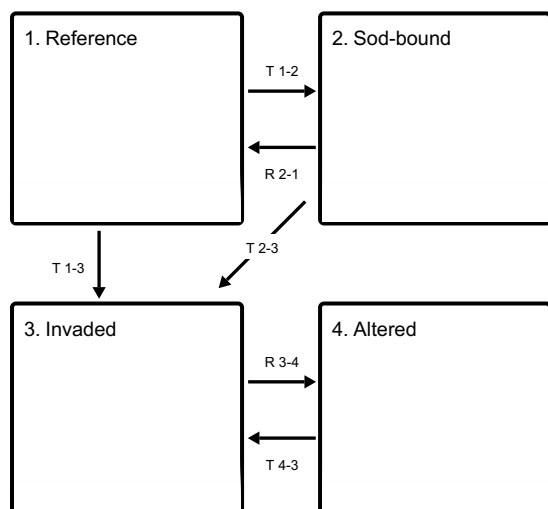 1. Reference
2. Sod-bound
T 1-2
R 2-1
T 1-3
T 2-3
3. Invaded
4. Altered
R 3-4
T 4-3